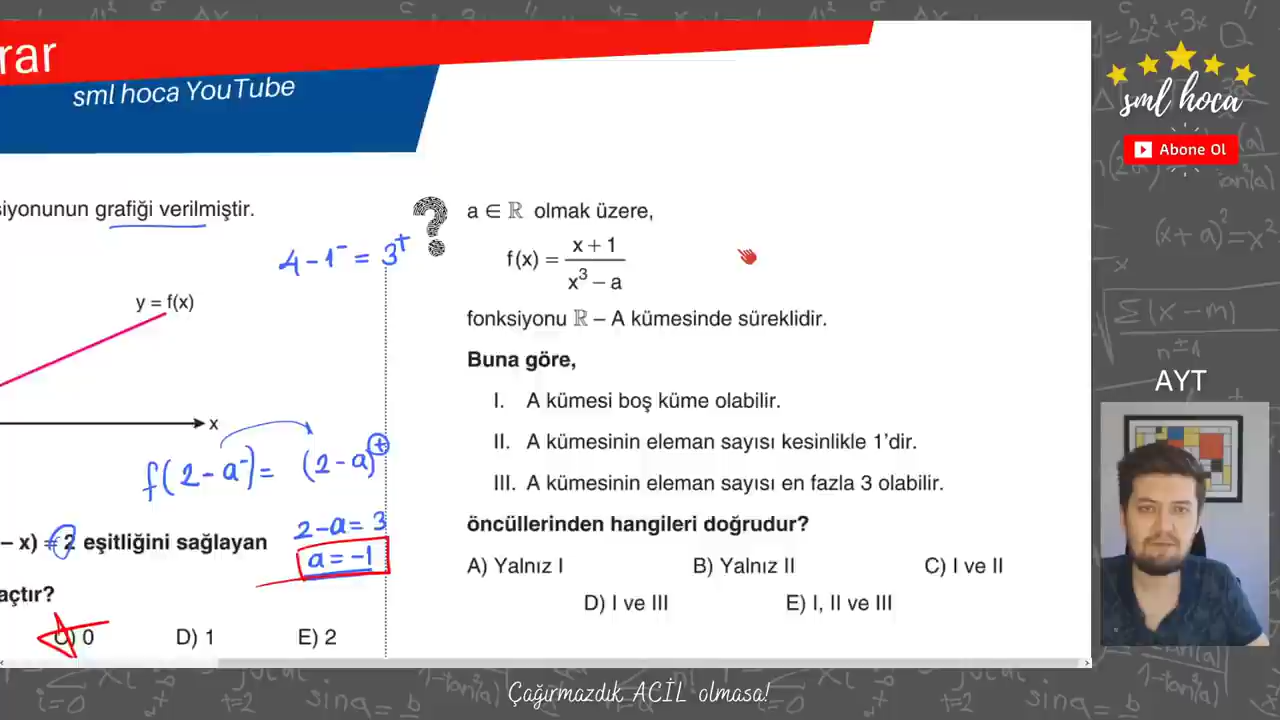 rar
sml hoca YouTube
siyonunun grafiği verilmiştir.
4 - 1⁻ = 3⁺
y = f(x)
x
f(2 - a⁻) = (2 - a)⁺
2 - a = 3
a = -1
– x) = 2 eşitliğini sağlayan
açtır?
C) 0 D) 1 E) 2
?
a ∈ ℝ olmak üzere,
f(x) = (x + 1)/(x³ – a)
fonksiyonu ℝ – A kümesinde süreklidir.
Buna göre,
I. A kümesi boş küme olabilir.
II. A kümesinin eleman sayısı kesinlikle 1'dir.
III. A kümesinin eleman sayısı en fazla 3 olabilir.
öncüllerinden hangileri doğrudur?
A) Yalnız I B) Yalnız II C) I ve II
D) I ve III E) I, II ve III
sml hoca
Abone Ol
AYT
Çağırmazdık ACİL olmasa!